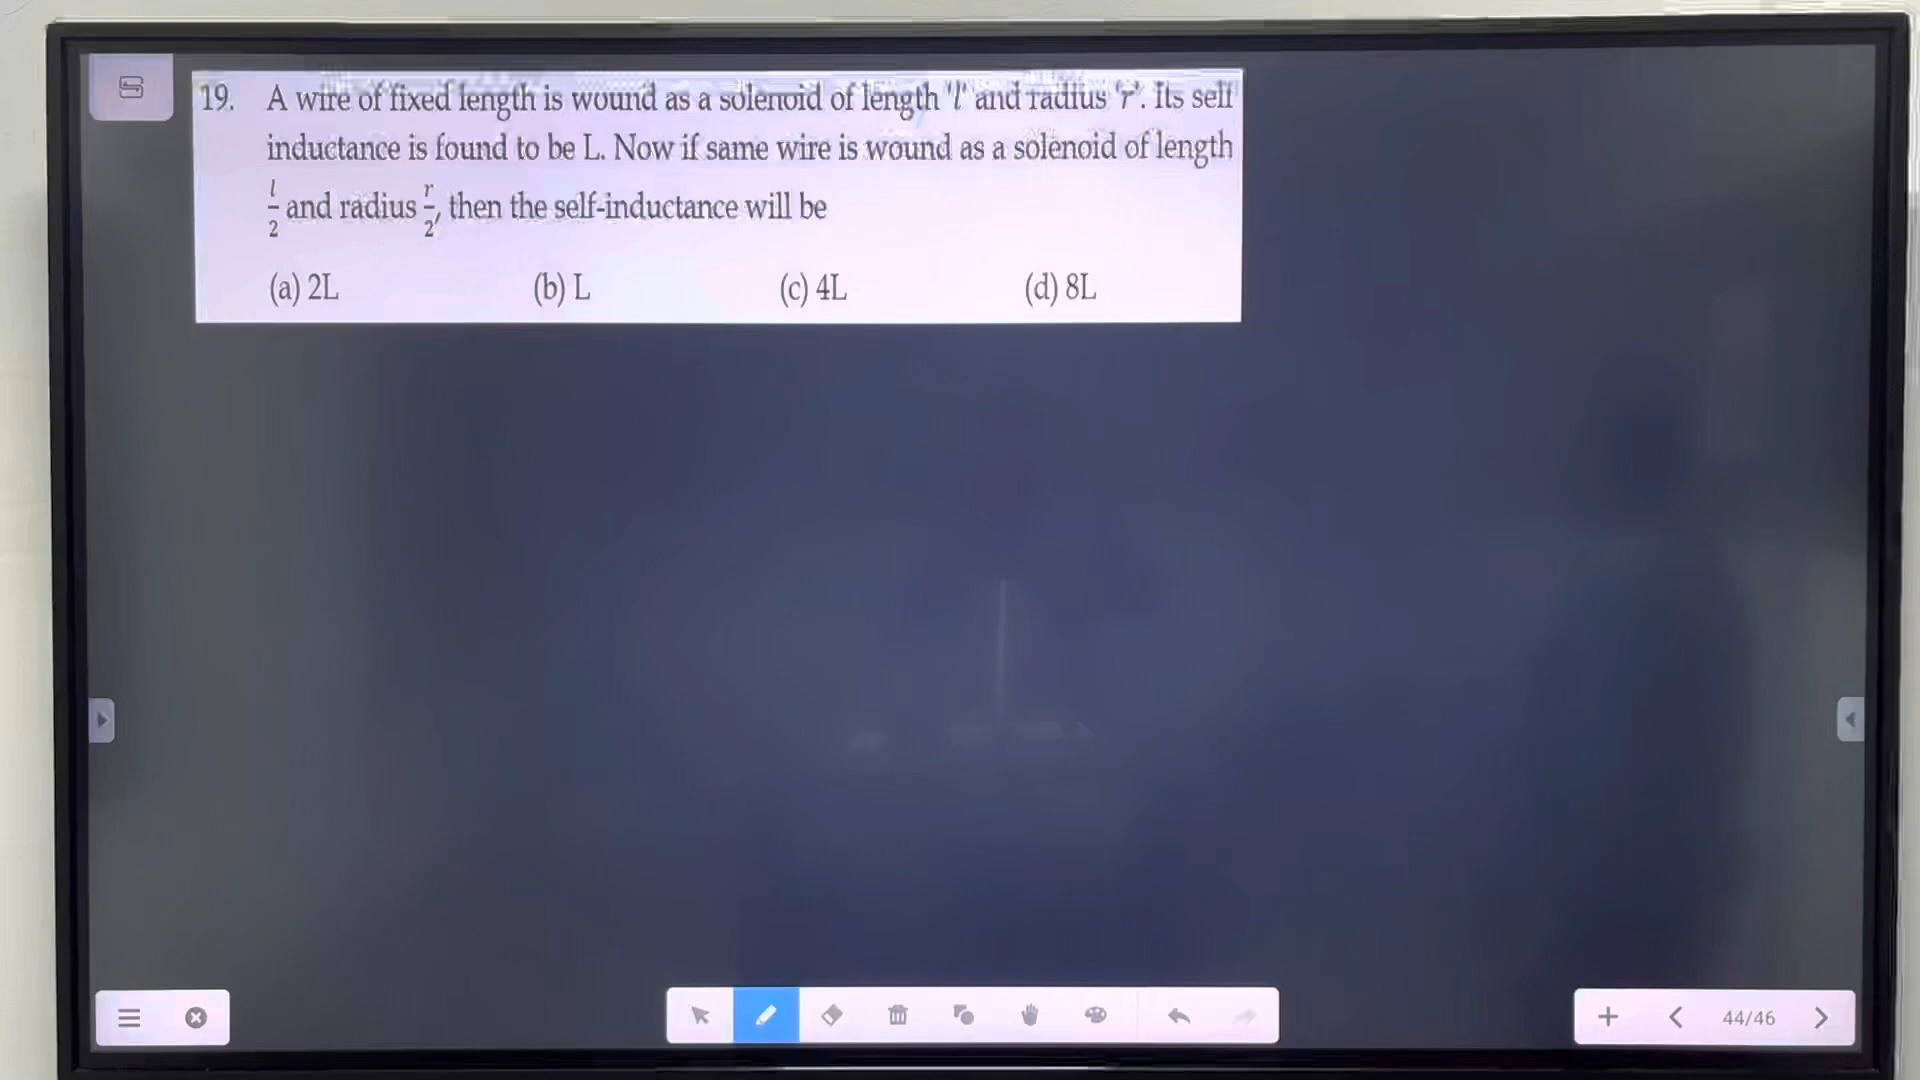 19. A wire of fixed length is wound as a solenoid of length 'l' and radius 'r'. Its self
inductance is found to be L. Now if same wire is wound as a solenoid of length
l/2 and radius r/2, then the self-inductance will be
(a) 2L (b) L (c) 4L (d) 8L
44/46